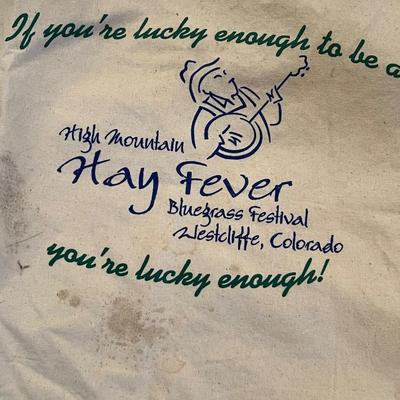 If you're lucky enough to be a
High Mountain
Hay Fever
Bluegrass Festival
Westcliffe, Colorado
you're lucky enough!